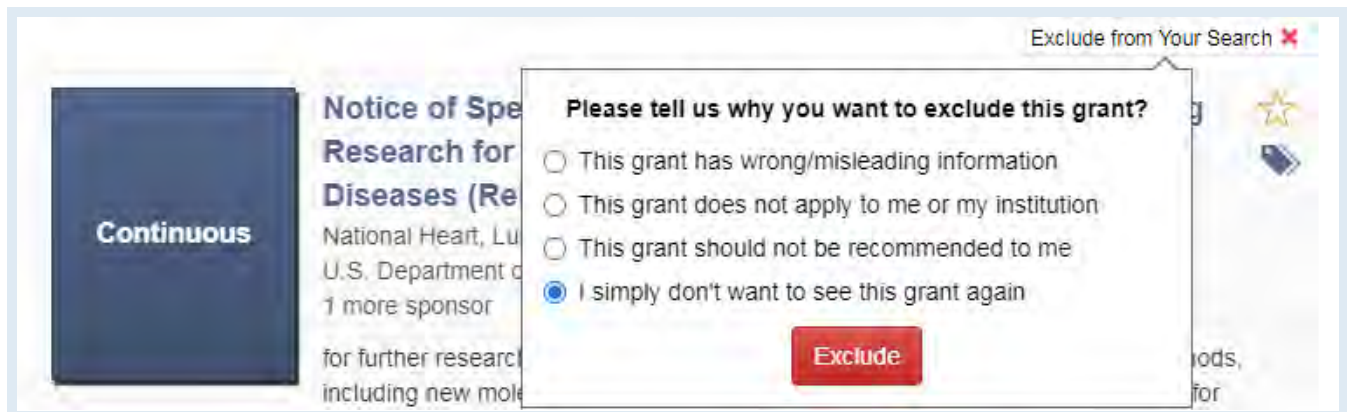 Exclude from Your Search
Please tell us why you want to exclude this grant?
This grant has wrong/misleading information
This grant does not apply to me or my institution
This grant should not be recommended to me
I simply don't want to see this grant again
Exclude
Continuous
Notice of Spe
g
Research for
Diseases (Re
National Heart, Lu
U.S. Department
1 more sponsor
for further research
ods,
including new mole
for